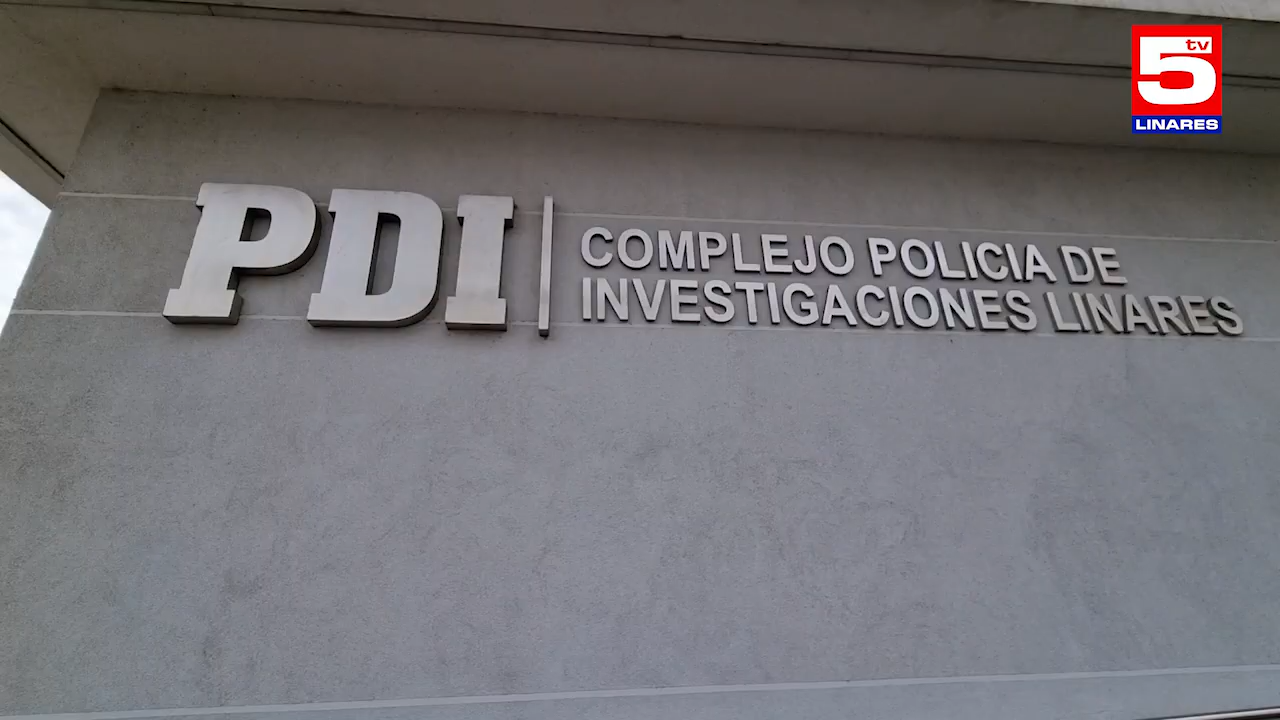 tv
5
LINARES
PDI
COMPLEJO POLICIA DE
INVESTIGACIONES LINARES